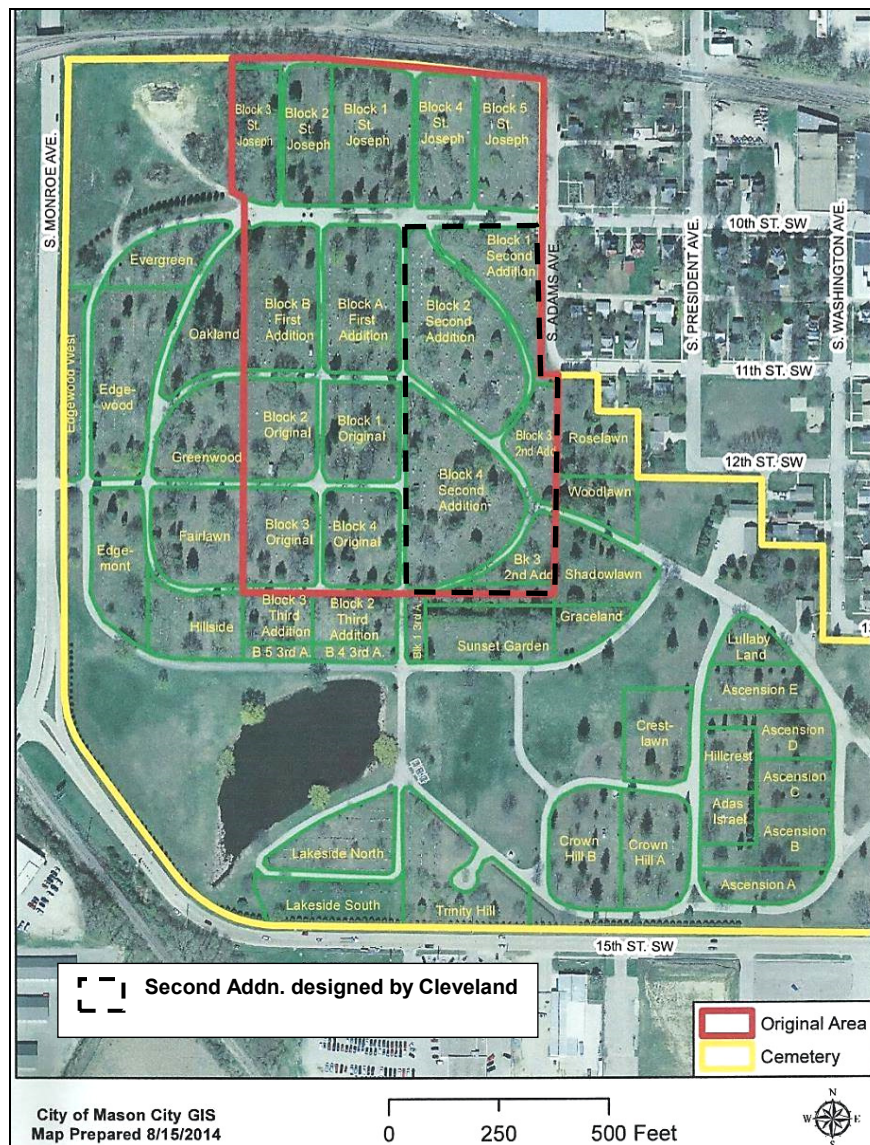 S. MONROE AVE.
Block 3
St.
Joseph
Block 2
St.
Joseph
Block 1
St.
Joseph
Block 4
St.
Joseph
Block 5
St.
Joseph
S. ADAMS AVE.
S. PRESIDENT AVE.
S. WASHINGTON AVE.
10th ST. SW
Evergreen
Block 1
Second
Addition
Block B
First
Addition
Block A
First
Addition
Block 2
Second
Addition
Oakland
Edgewood West
Edge-
wood
11th ST. SW
Block 2
Original
Block 1
Original
Block 3
2nd Add
Roselawn
Greenwood
12th ST. SW
Block 4
Second
Addition
Woodlawn
Edge-
mont
Fairlawn
Block 3
Original
Block 4
Original
Bk 3
2nd Add
Shadowlawn
Hillside
Block 3
Third
Addition
Block 2
Third
Addition
Blk 1 3rd A.
Graceland
Sunset Garden
B 5 3rd A.
B 4 3rd A.
Lullaby
Land
Ascension E
Crest-
lawn
Hillcrest
Ascension
D
Ascension
C
Adas
Israel
Ascension
B
Ascension A
Crown
Hill B
Crown
Hill A
Lakeside North
Lakeside South
Trinity Hill
15th ST. SW
Second Addn. designed by Cleveland
Original Area
Cemetery
City of Mason City GIS
Map Prepared 8/15/2014
0 250 500 Feet
N
W E
S